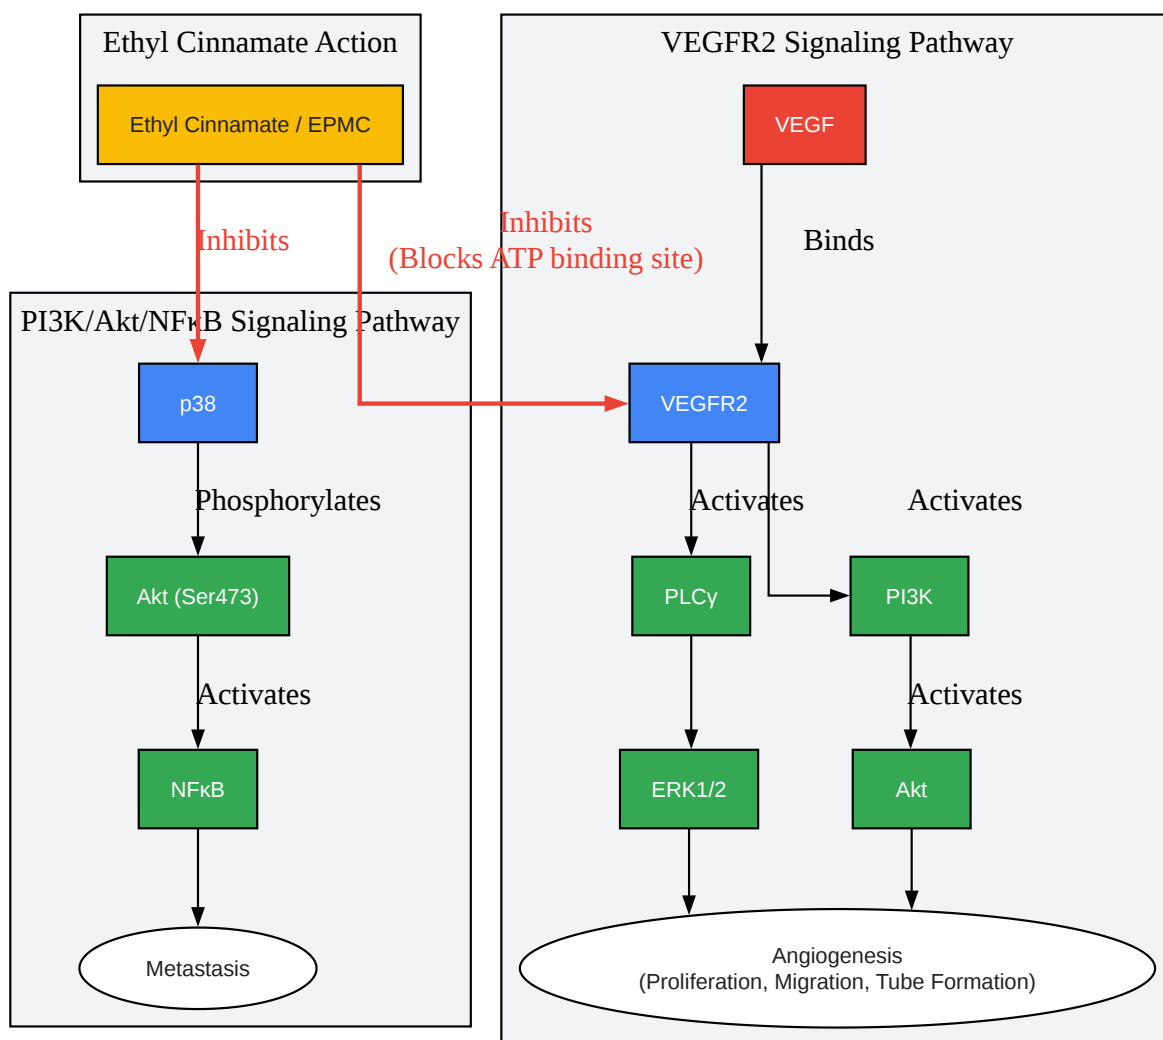 Ethyl Cinnamate Action
Ethyl Cinnamate / EPMC
VEGFR2 Signaling Pathway
VEGF
Inhibits
Inhibits
(Blocks ATP binding site)
Binds
PI3K/Akt/NFκB Signaling Pathway
p38
VEGFR2
Phosphorylates
Activates
Activates
Akt (Ser473)
PLCγ
PI3K
Activates
Activates
NFκB
ERK1/2
Akt
Metastasis
Angiogenesis
(Proliferation, Migration, Tube Formation)